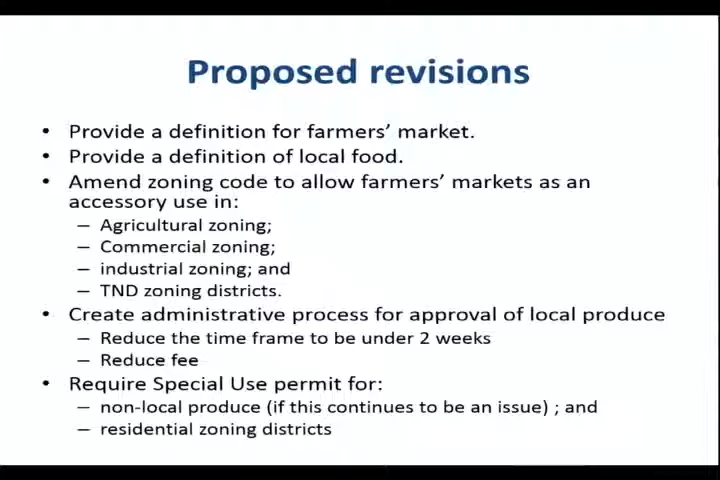 Proposed revisions
• Provide a definition for farmers’ market.
• Provide a definition of local food.
• Amend zoning code to allow farmers’ markets as an
accessory use in:
– Agricultural zoning;
– Commercial zoning;
– industrial zoning; and
– TND zoning districts.
• Create administrative process for approval of local produce
– Reduce the time frame to be under 2 weeks
– Reduce fee
• Require Special Use permit for:
– non-local produce (if this continues to be an issue) ; and
– residential zoning districts